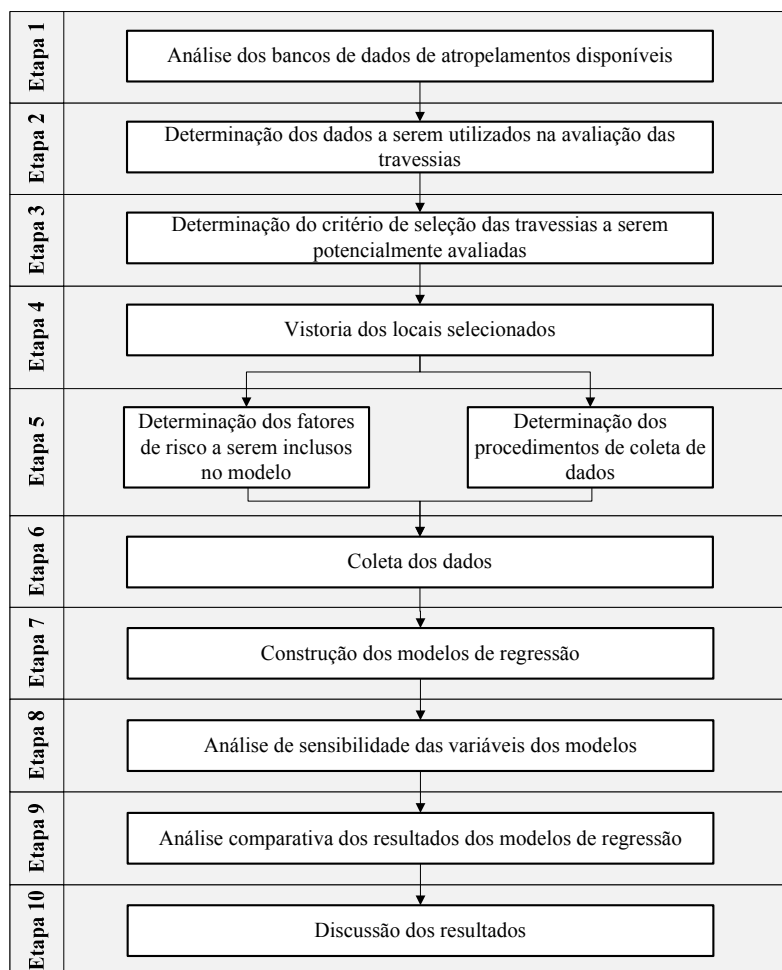 Etapa 1
Análise dos bancos de dados de atropelamentos disponíveis
Etapa 2
Determinação dos dados a serem utilizados na avaliação das
travessias
Etapa 3
Determinação do critério de seleção das travessias a serem
potencialmente avaliadas
Etapa 4
Vistoria dos locais selecionados
Etapa 5
Determinação dos fatores
de risco a serem inclusos
no modelo
Determinação dos
procedimentos de coleta de
dados
Etapa 6
Coleta dos dados
Etapa 7
Construção dos modelos de regressão
Etapa 8
Análise de sensibilidade das variáveis dos modelos
Etapa 9
Análise comparativa dos resultados dos modelos de regressão
Etapa 10
Discussão dos resultados